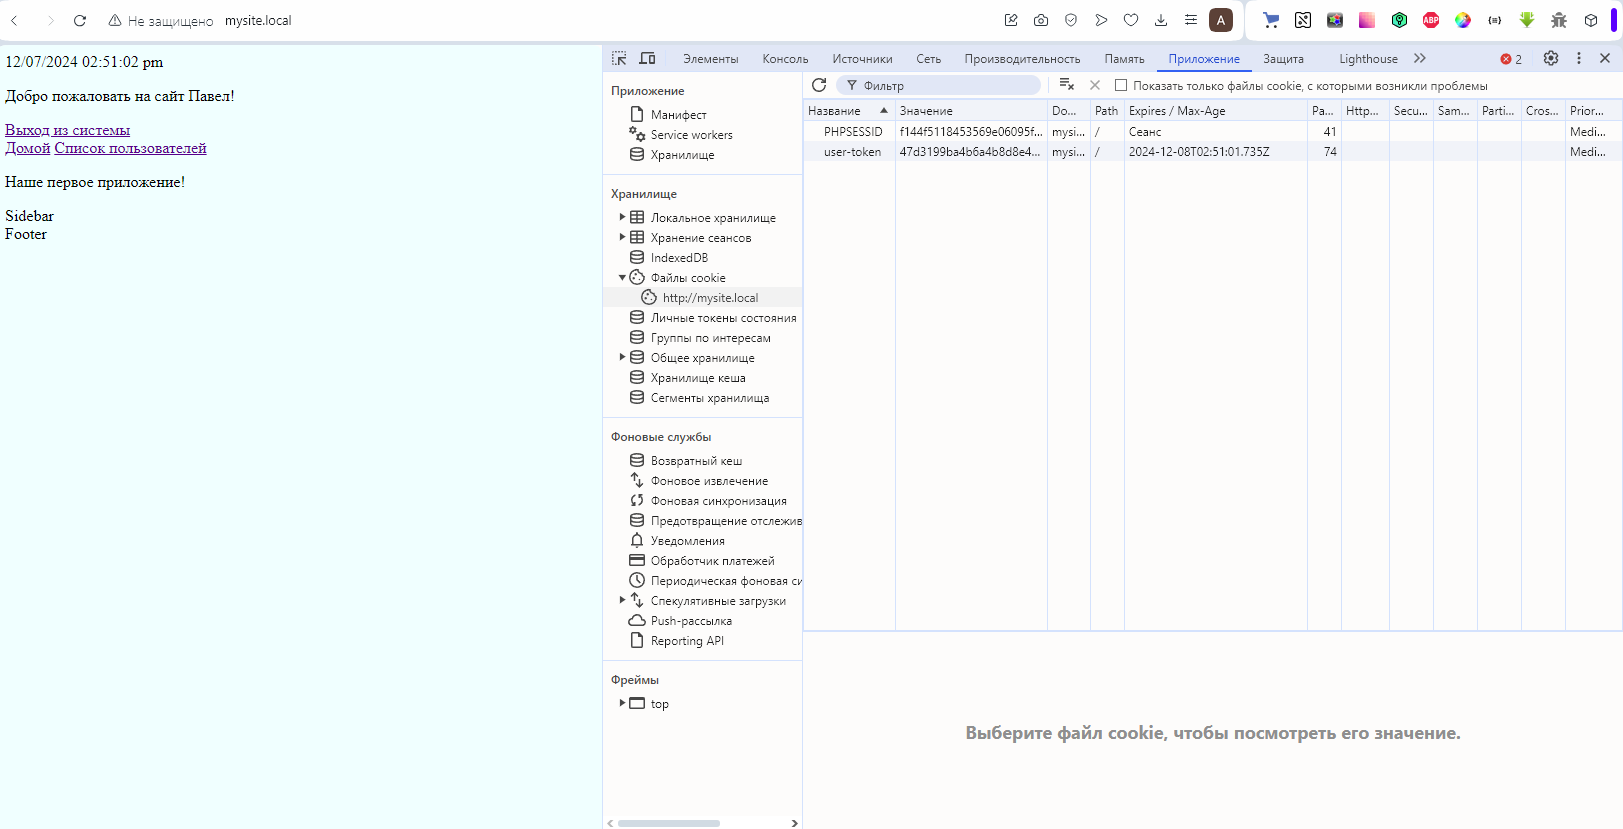 Не защищено mysite.local
A
ABP
12/07/2024 02:51:02 pm
Добро пожаловать на сайт Павел!
Выход из системы
Домой Список пользователей
Наше первое приложение!
Sidebar
Footer
Элементы Консоль Источники Сеть Производительность Память Приложение Защита Lighthouse 2
Приложение
Манифест
Service workers
Хранилище
Хранилище
Локальное хранилище
Хранение сеансов
IndexedDB
Файлы cookie
http://mysite.local
Личные токены состояния
Группы по интересам
Общее хранилище
Хранилище кеша
Сегменты хранилища
Фоновые службы
Возвратный кеш
Фоновое извлечение
Фоновая синхронизация
Предотвращение отслежив
Уведомления
Обработчик платежей
Периодическая фоновая си
Спекулятивные загрузки
Push-рассылка
Reporting API
Фреймы
top
Фильтр Показать только файлы cookie, с которыми возникли проблемы
Название Значение Do... Path Expires / Max-Age Ра... Http... Secu... Sam... Parti... Cros... Prior...
PHPSESSID f144f5118453569e06095f... mysi... / Сеанс 41 Medi...
user-token 47d3199ba4b6a4b8d8e4... mysi... / 2024-12-08T02:51:01.735Z 74 Medi...
Выберите файл cookie, чтобы посмотреть его значение.